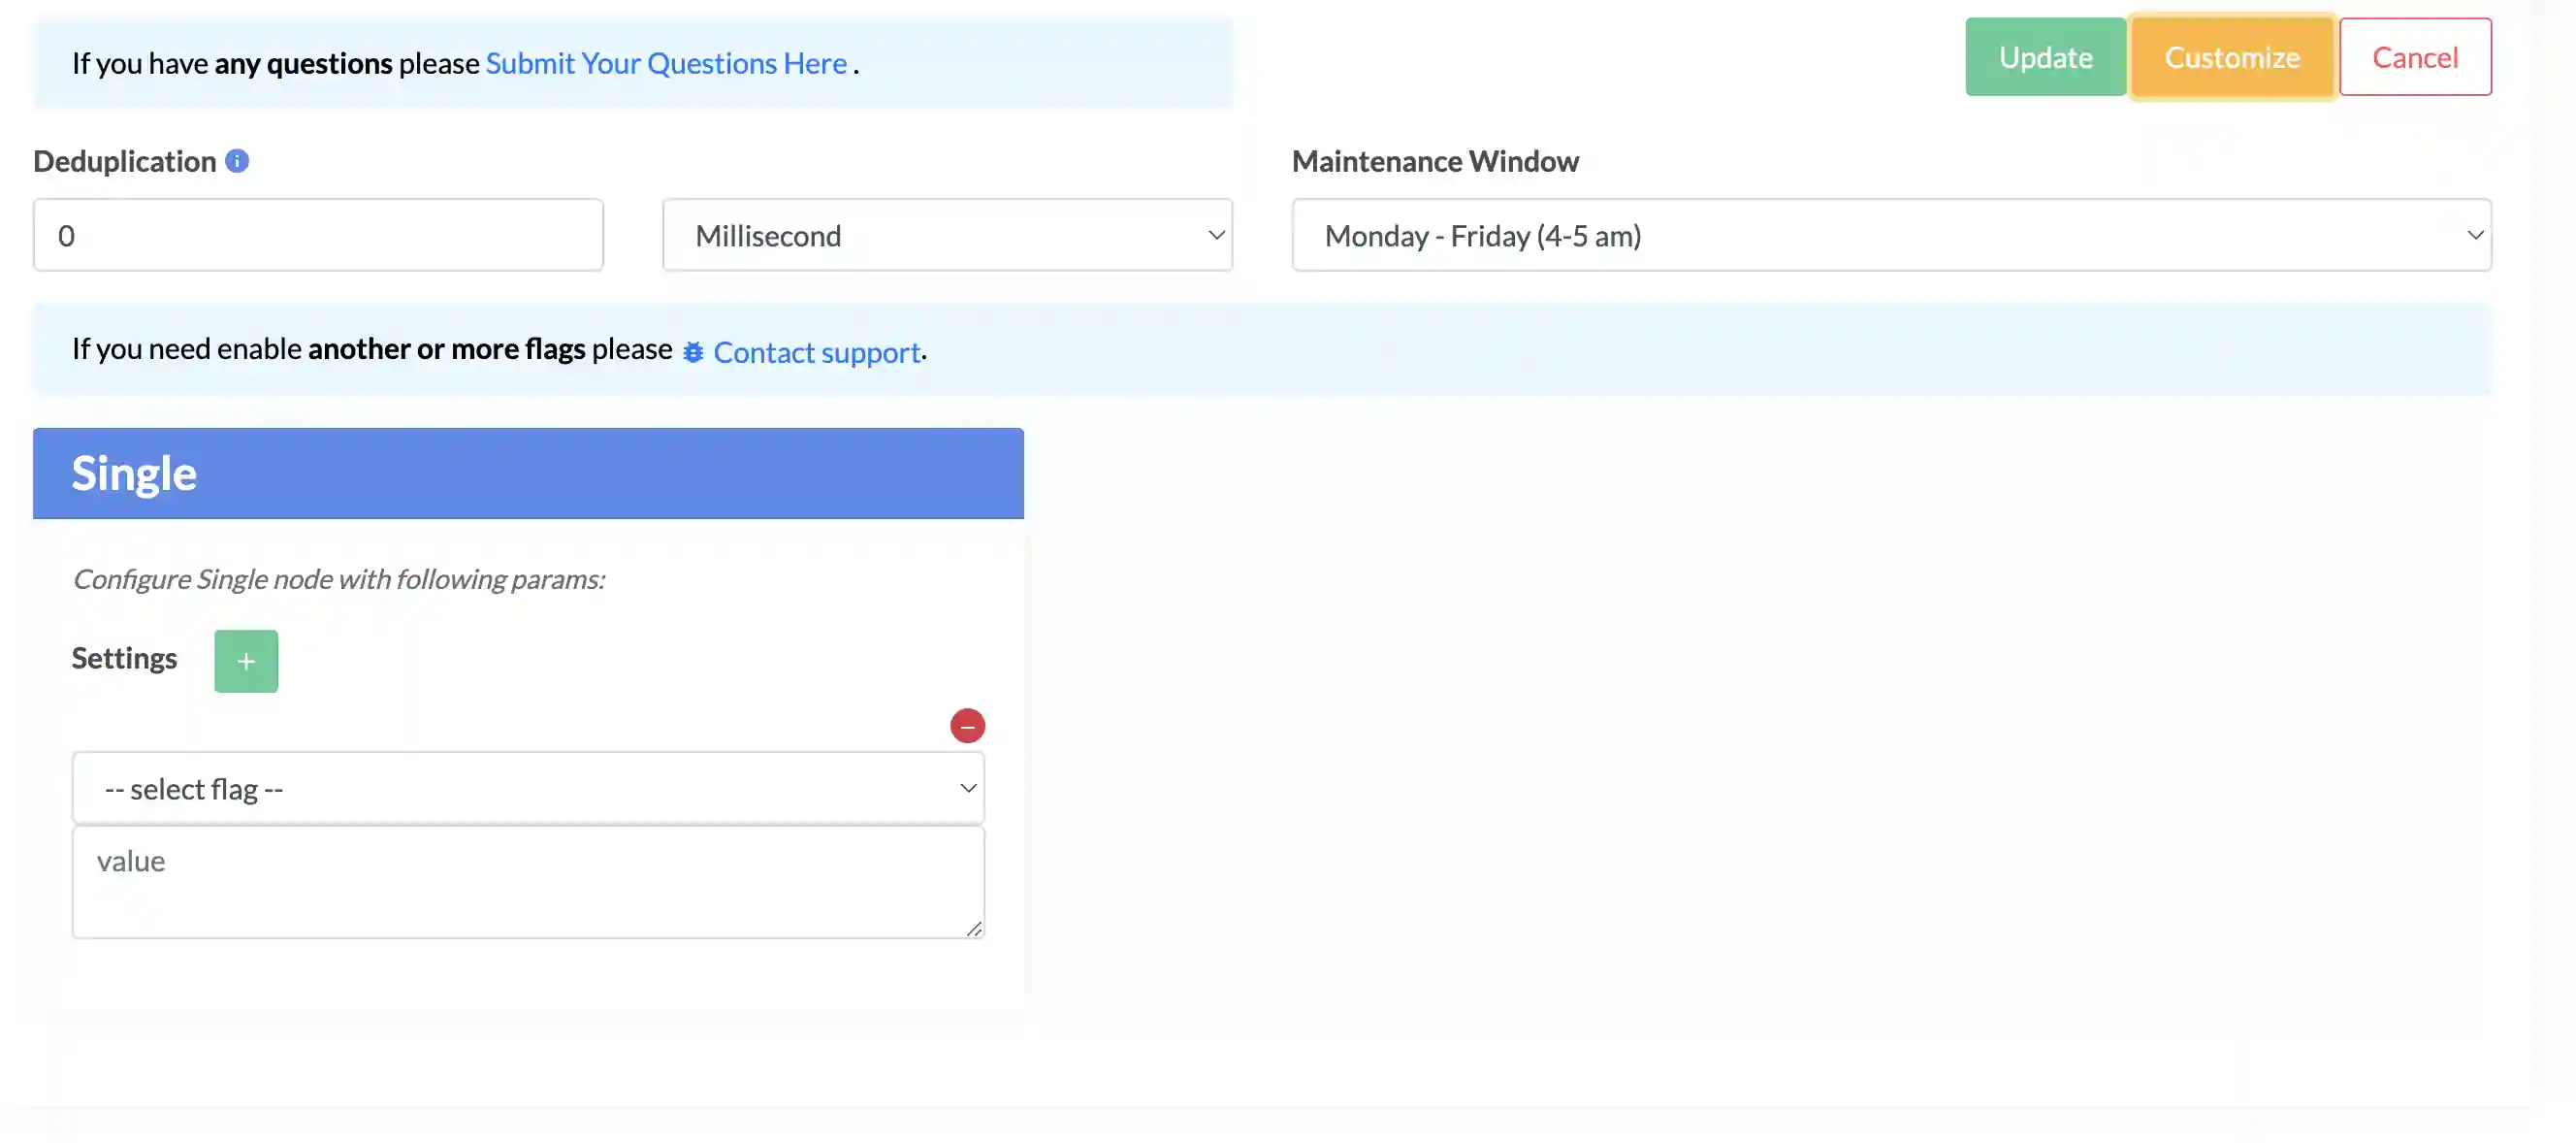 If you have any questions please Submit Your Questions Here .
Update
Customize
Cancel
Deduplication
Maintenance Window
0
Millisecond
Monday - Friday (4-5 am)
If you need enable another or more flags please Contact support.
Single
Configure Single node with following params:
Settings +
-- select flag --
value